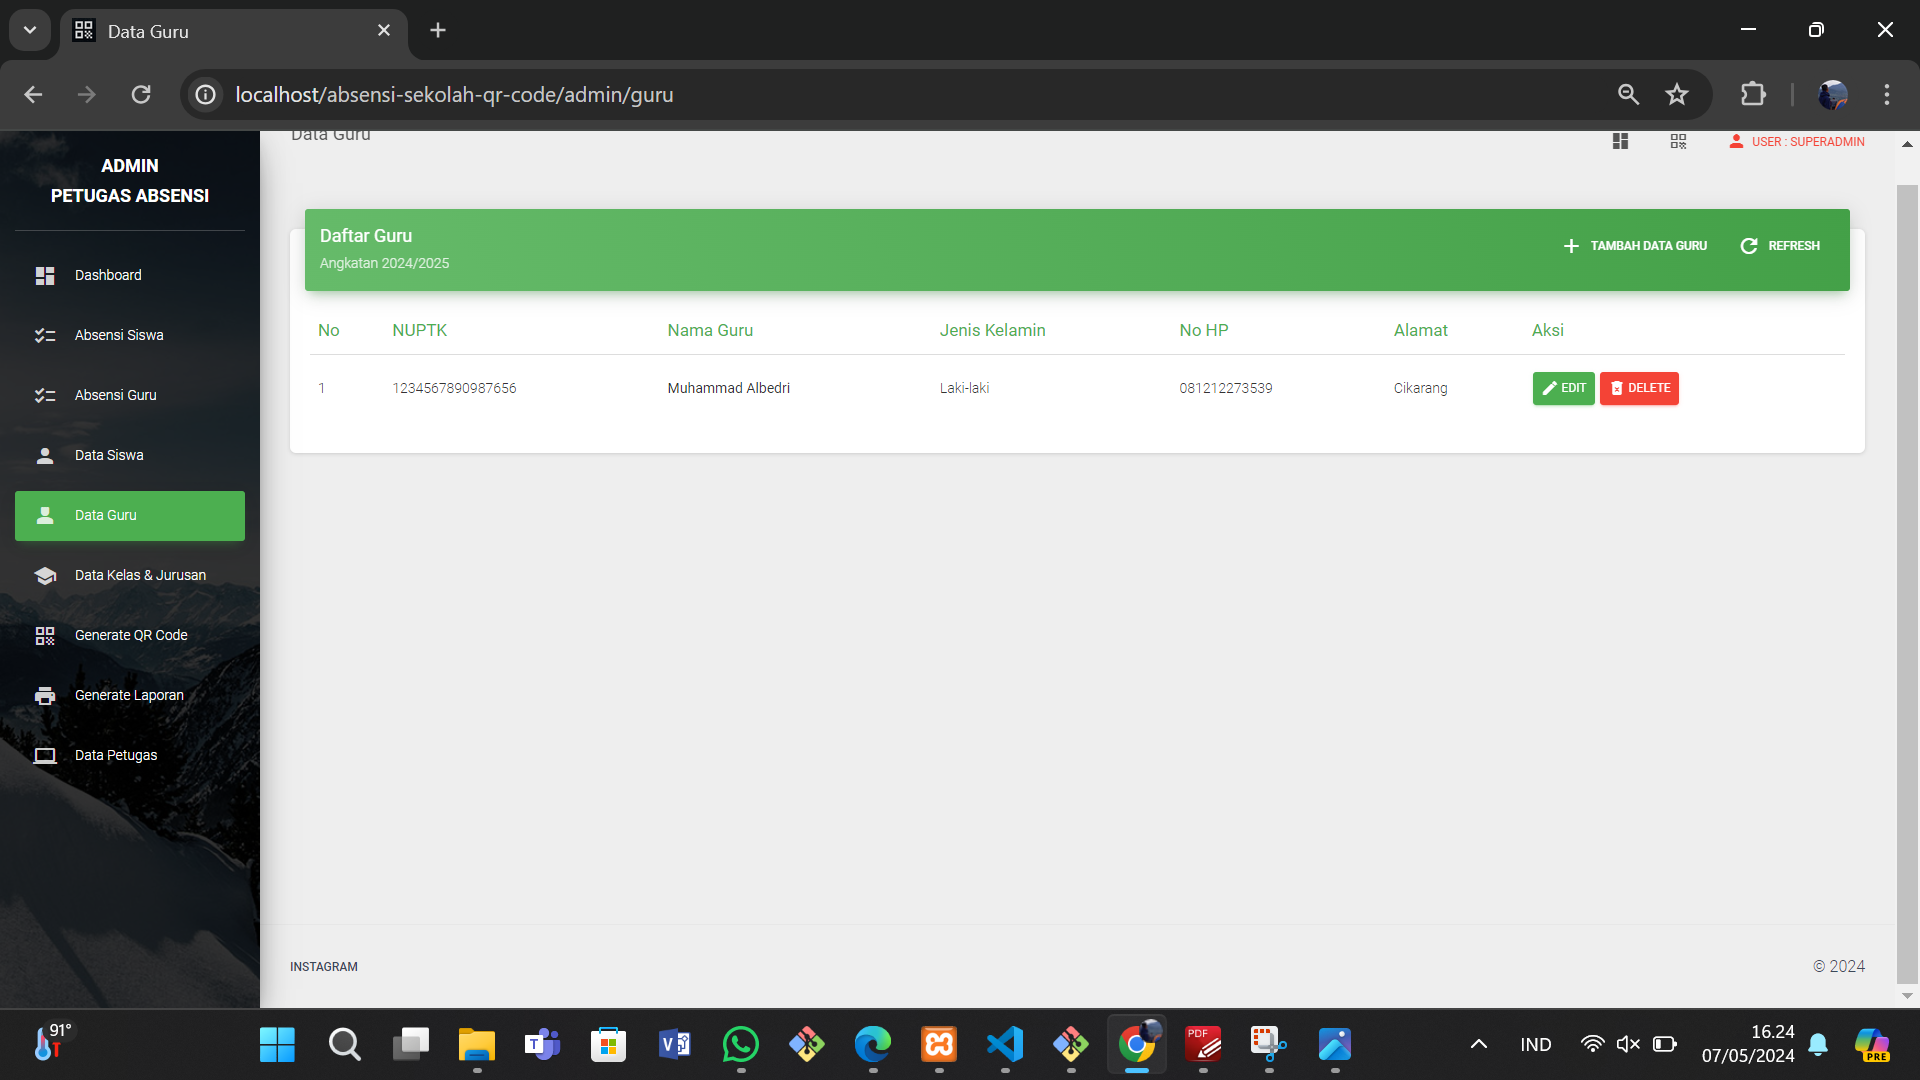 Data Guru
localhost/absensi-sekolah-qr-code/admin/guru
ADMIN
PETUGAS ABSENSI
Dashboard
Absensi Siswa
Absensi Guru
Data Siswa
Data Guru
Data Kelas & Jurusan
Generate QR Code
Generate Laporan
Data Petugas
Data Guru
USER : SUPERADMIN
Daftar Guru
Angkatan 2024/2025
TAMBAH DATA GURU
REFRESH
No NUPTK Nama Guru Jenis Kelamin No HP Alamat Aksi
1 1234567890987656 Muhammad Albedri Laki-laki 081212273539 Cikarang EDIT DELETE
INSTAGRAM
© 2024
91°
PDF
IND
16.24
07/05/2024
PRE